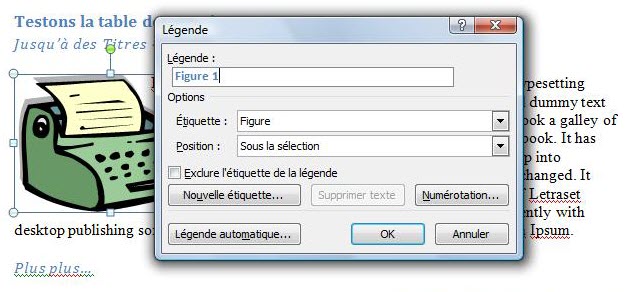 Testons la table d
Jusqu'à des Titres
Légende
Légende :
Figure 1
Options
Étiquette : Figure
Position : Sous la sélection
Exclure l'étiquette de la légende
Nouvelle étiquette... Supprimer texte Numérotation...
Légende automatique... OK Annuler
ypesetting
dummy text
ook a galley of
book. It has
p into
changed. It
Letraset
ently with
desktop publishing so Ipsum.
Plus plus...